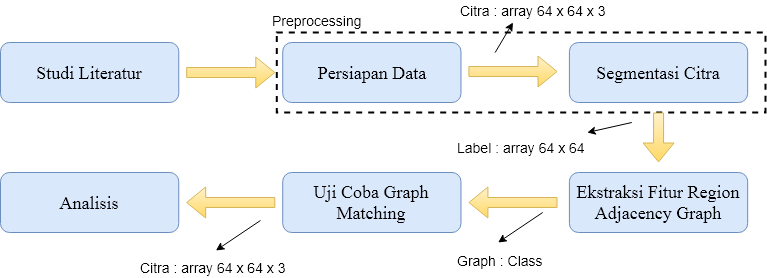 Preprocessing
Citra : array 64 x 64 x 3
Studi Literatur
Persiapan Data
Segmentasi Citra
Label : array 64 x 64
Analisis
Uji Coba Graph
Matching
Ekstraksi Fitur Region
Adjacency Graph
Citra : array 64 x 64 x 3
Graph : Class